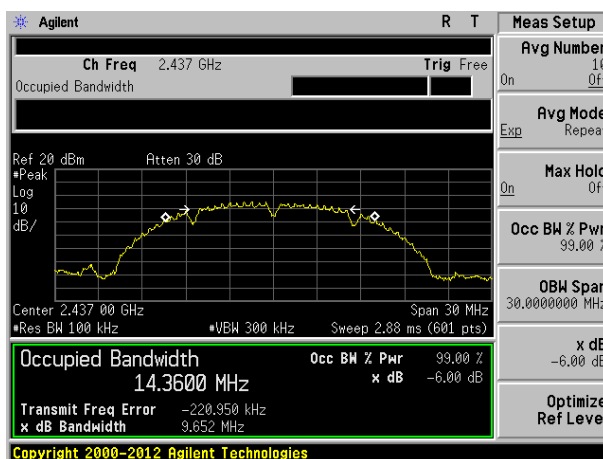 Agilent R T Meas Setup
Ch Freq 2.437 GHz Trig Free
Occupied Bandwidth
Avg Number
10
On Of
Avg Mode
Exp Repea
Max Hold
On Of
Occ BW % Pwr
99.00 %
OBW Span
30.0000000 MHz
x dB
-6.00 dB
Optimize
Ref Leve
Ref 20 dBm Atten 30 dB
#Peak
Log
10
dB/
Center 2.437 00 GHz Span 30 MHz
#Res BW 100 kHz #VBW 300 kHz Sweep 2.88 ms (601 pts)
Occupied Bandwidth Occ BW % Pwr 99.00 %
14.3600 MHz x dB -6.00 dB
Transmit Freq Error -220.950 kHz
x dB Bandwidth 9.652 MHz
Copyright 2000-2012 Agilent Technologies